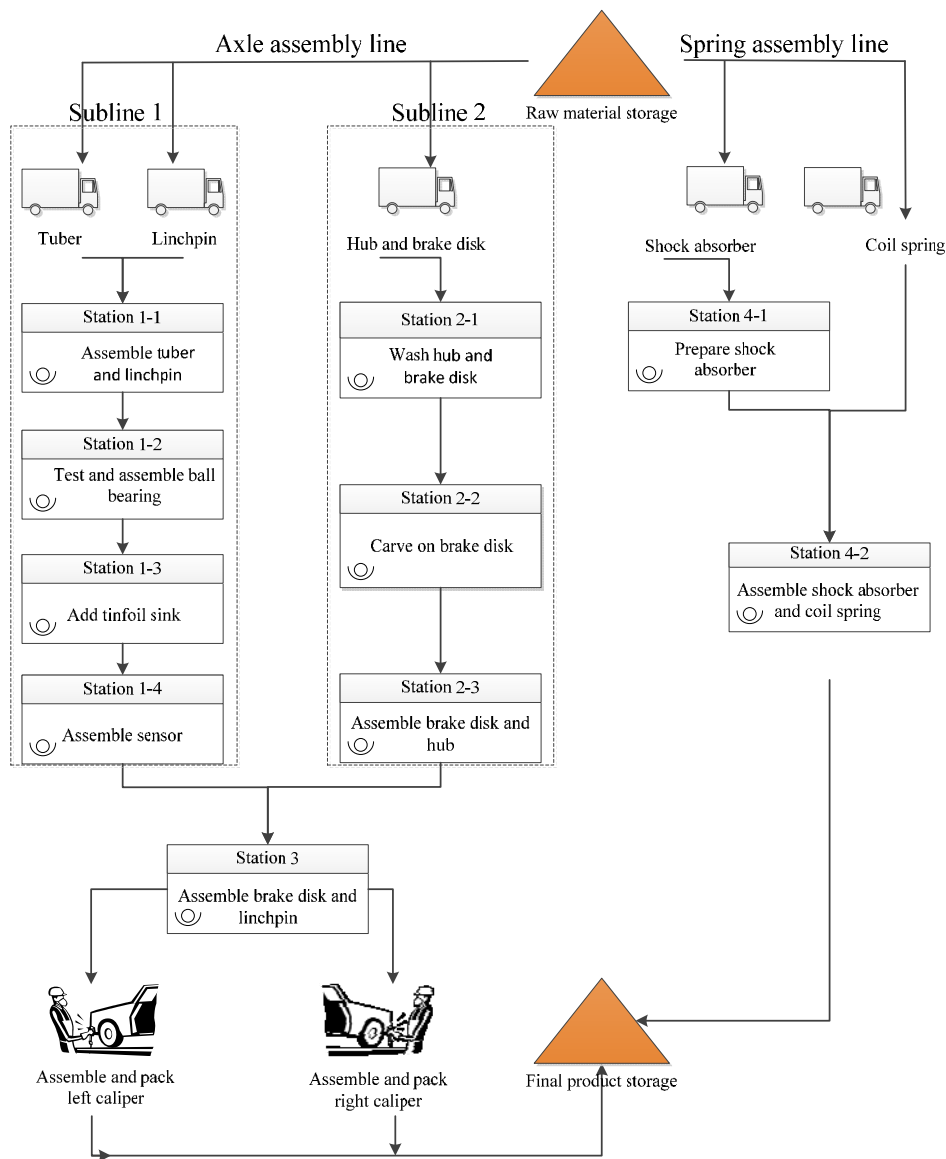 Axle assembly line
Spring assembly line
Raw material storage
Subline 1
Subline 2
Tuber
Linchpin
Hub and brake disk
Shock absorber
Coil spring
Station 1-1
Assemble tuber
and linchpin
Station 1-2
Test and assemble ball
bearing
Station 1-3
Add tinfoil sink
Station 1-4
Assemble sensor
Station 2-1
Wash hub and
brake disk
Station 2-2
Carve on brake disk
Station 2-3
Assemble brake disk and
hub
Station 4-1
Prepare shock
absorber
Station 4-2
Assemble shock absorber
and coil spring
Station 3
Assemble brake disk and
linchpin
Assemble and pack
left caliper
Assemble and pack
right caliper
Final product storage